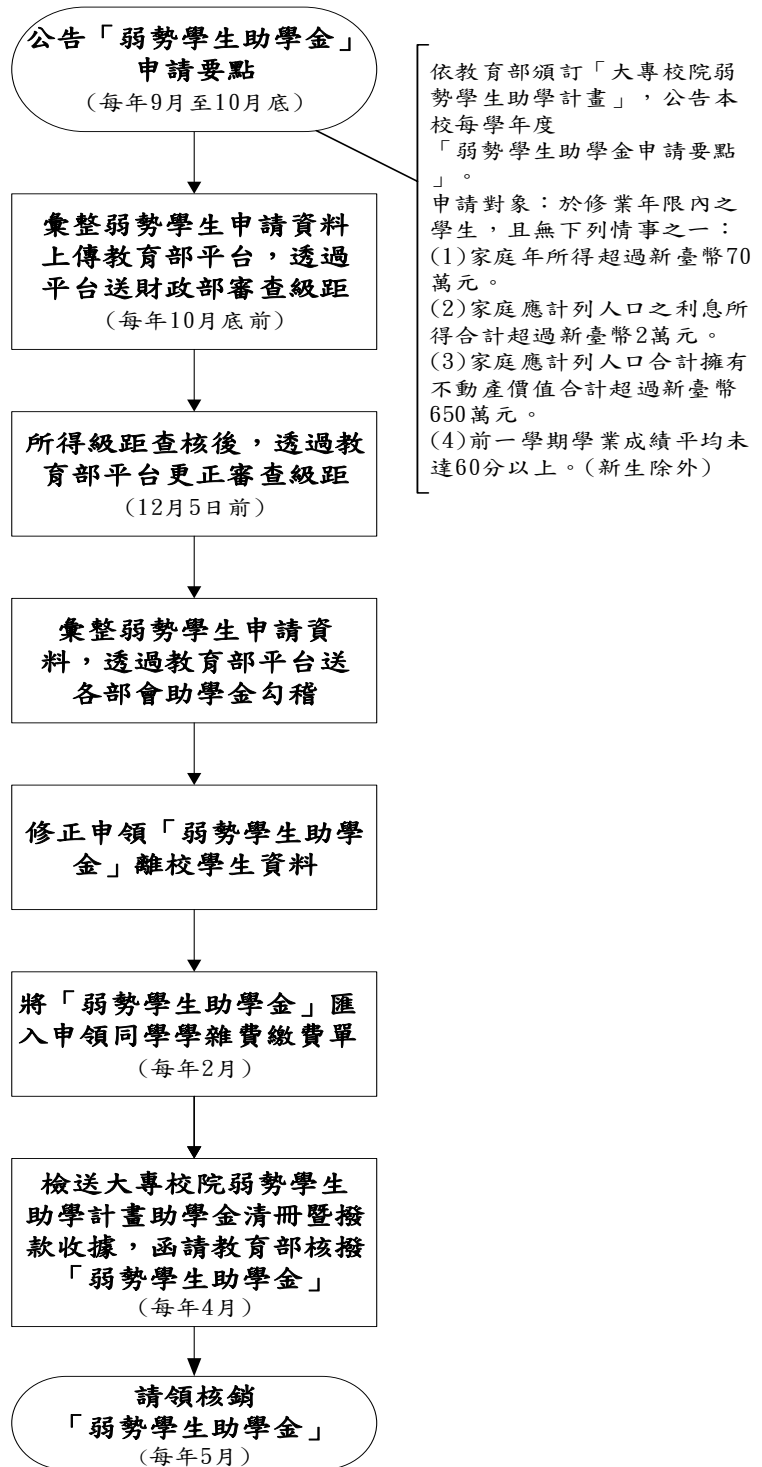 公告「弱勢學生助學金」
申請要點
(每年9月至10月底)
依教育部頒訂「大專校院弱
勢學生助學計畫」，公告本
校每學年度
「弱勢學生助學金申請要點
」。
申請對象：於修業年限內之
學生，且無下列情事之一：
(1)家庭年所得超過新臺幣70
萬元。
(2)家庭應計列人口之利息所
得合計超過新臺幣2萬元。
(3)家庭應計列人口合計擁有
不動產價值合計超過新臺幣
650萬元。
(4)前一學期學業成績平均未
達60分以上。(新生除外)
彙整弱勢學生申請資料
上傳教育部平台，透過
平台送財政部審查級距
(每年10月底前)
所得級距查核後，透過教
育部平台更正審查級距
(12月5日前)
彙整弱勢學生申請資
料，透過教育部平台送
各部會助學金勾稽
修正申領「弱勢學生助學
金」離校學生資料
將「弱勢學生助學金」匯
入申領同學學雜費繳費單
(每年2月)
檢送大專校院弱勢學生
助學計畫助學金清冊暨撥
款收據，函請教育部核撥
「弱勢學生助學金」
(每年4月)
請領核銷
「弱勢學生助學金」
(每年5月)